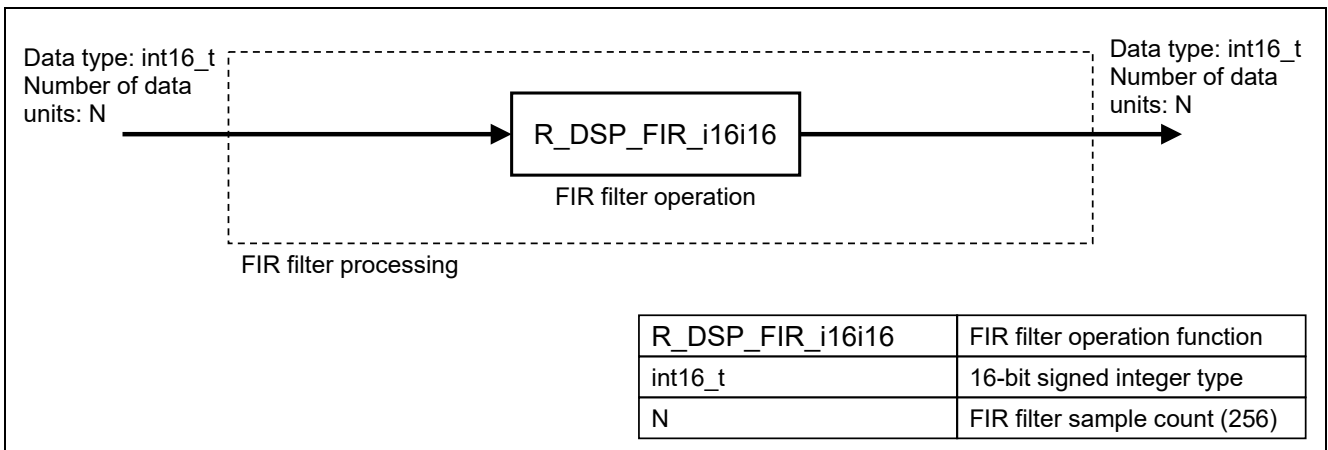 Data type: int16_t
Number of data
units: N
Data type: int16_t
Number of data
units: N
R_DSP_FIR_i16i16
FIR filter operation
FIR filter processing
R_DSP_FIR_i16i16 FIR filter operation function
int16_t 16-bit signed integer type
N FIR filter sample count (256)